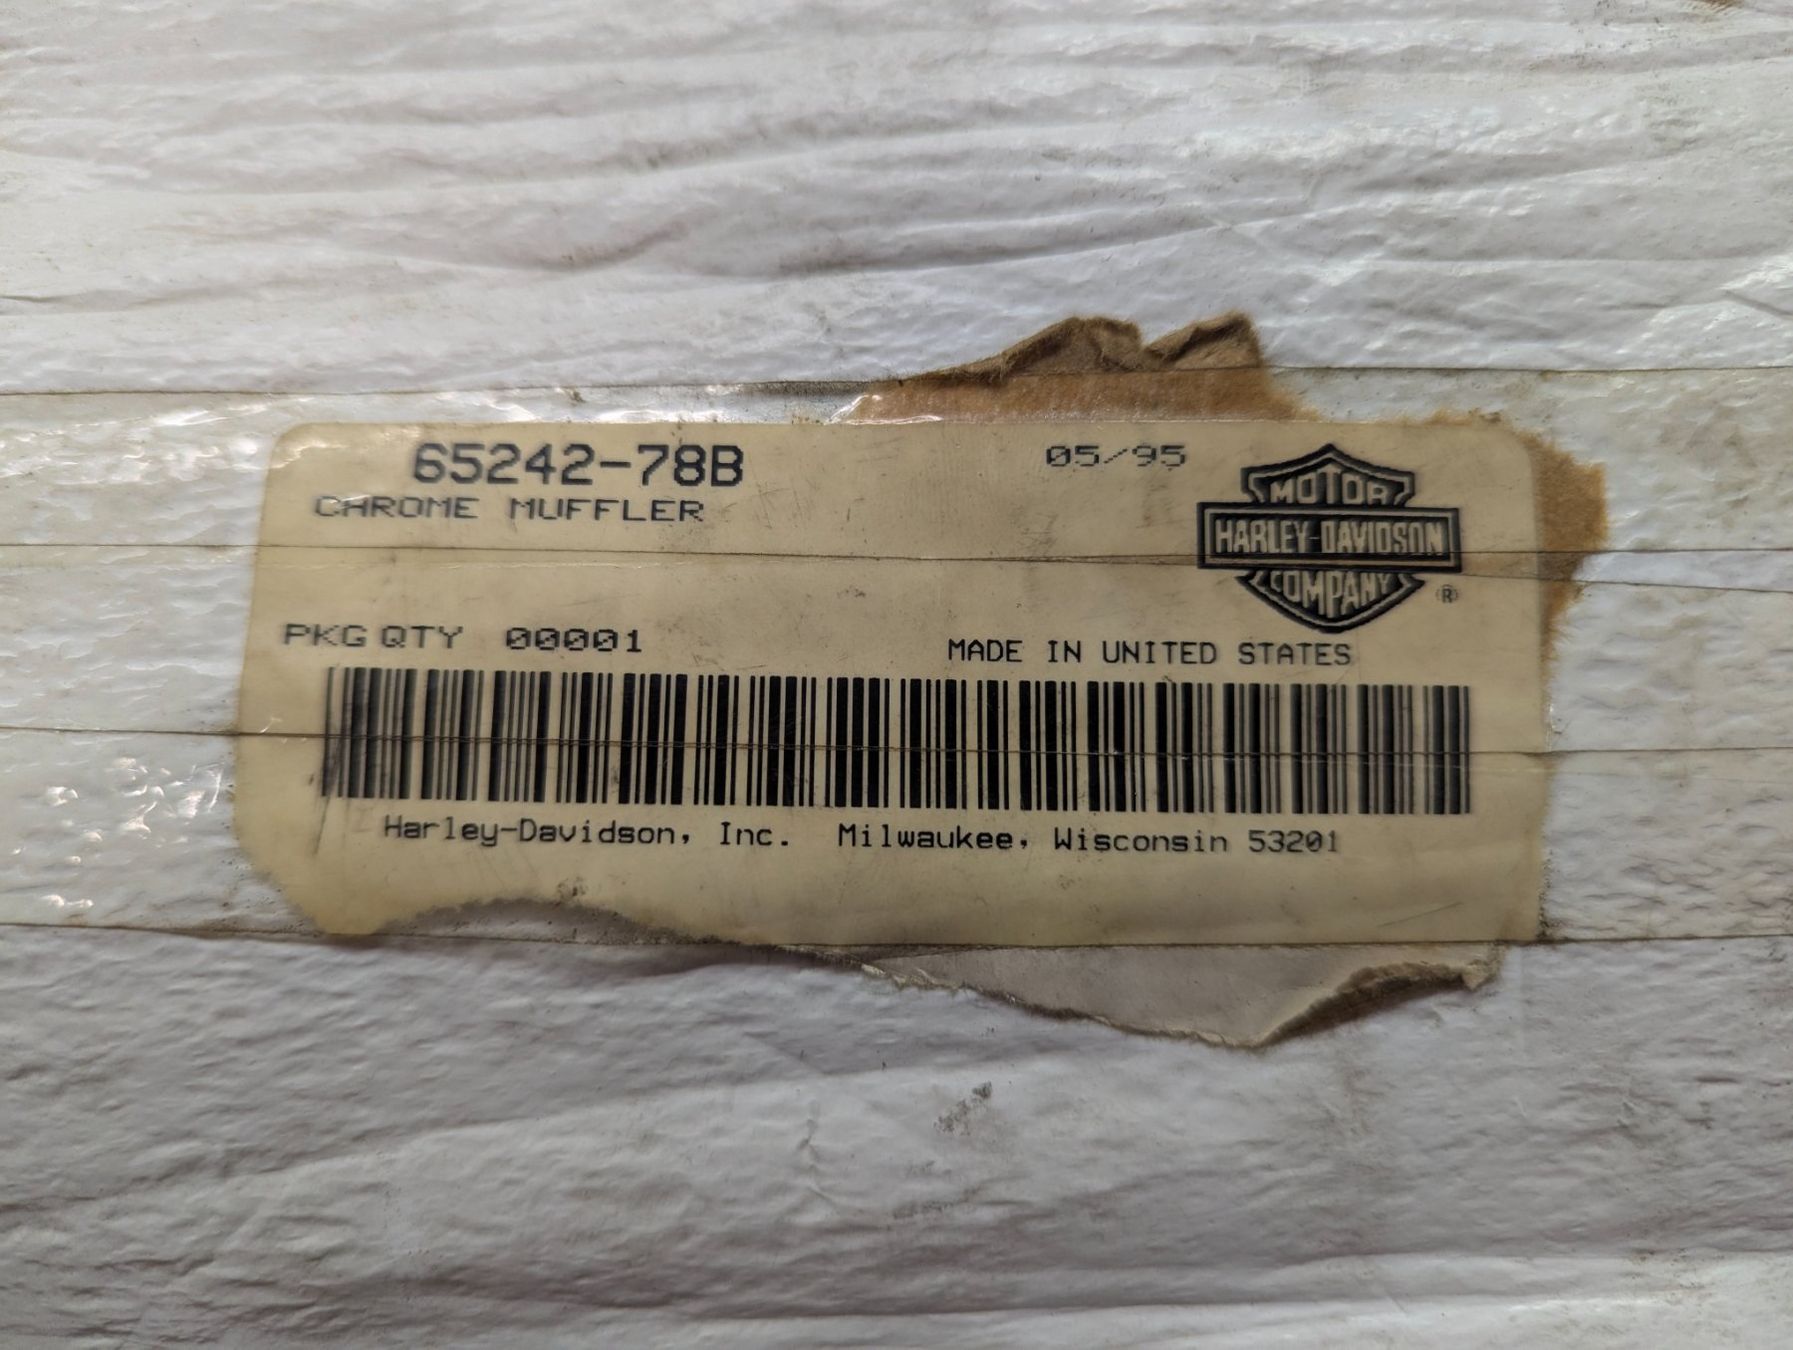 65242-78B
05/95
CHROME MUFFLER
MOTOR
HARLEY-DAVIDSON
COMPANY
®
PKG QTY 00001
MADE IN UNITED STATES
Harley-Davidson, Inc. Milwaukee, Wisconsin 53201